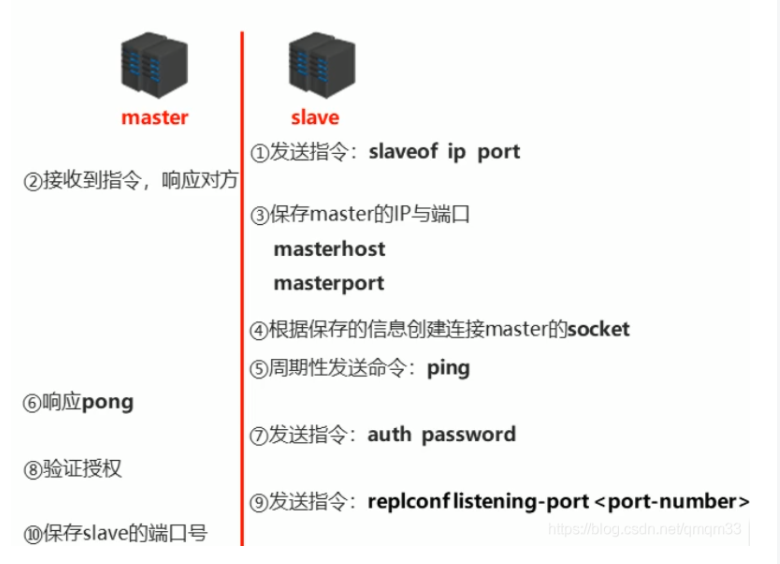 master
slave
①发送指令：slaveof ip port
②接收到指令，响应对方
③保存master的IP与端口
masterhost
masterport
④根据保存的信息创建连接master的socket
⑤周期性发送命令：ping
⑥响应pong
⑦发送指令：auth password
⑧验证授权
⑨发送指令：replconf listening-port <port-number>
https://blog.csdn.net/qmqm33
⑩保存slave的端口号